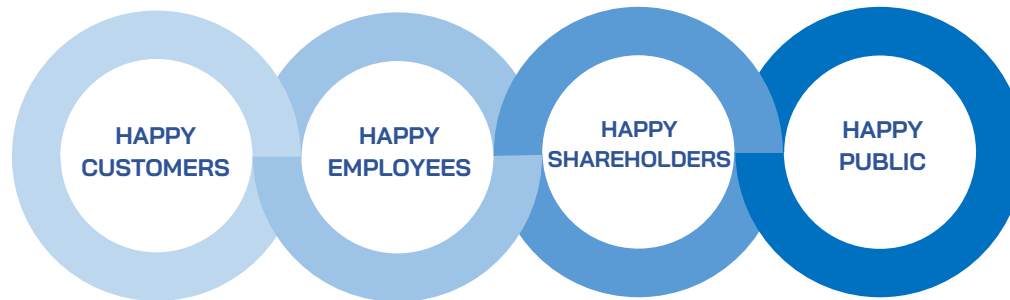 HAPPY
CUSTOMERS
HAPPY
EMPLOYEES
HAPPY
SHAREHOLDERS
HAPPY
PUBLIC